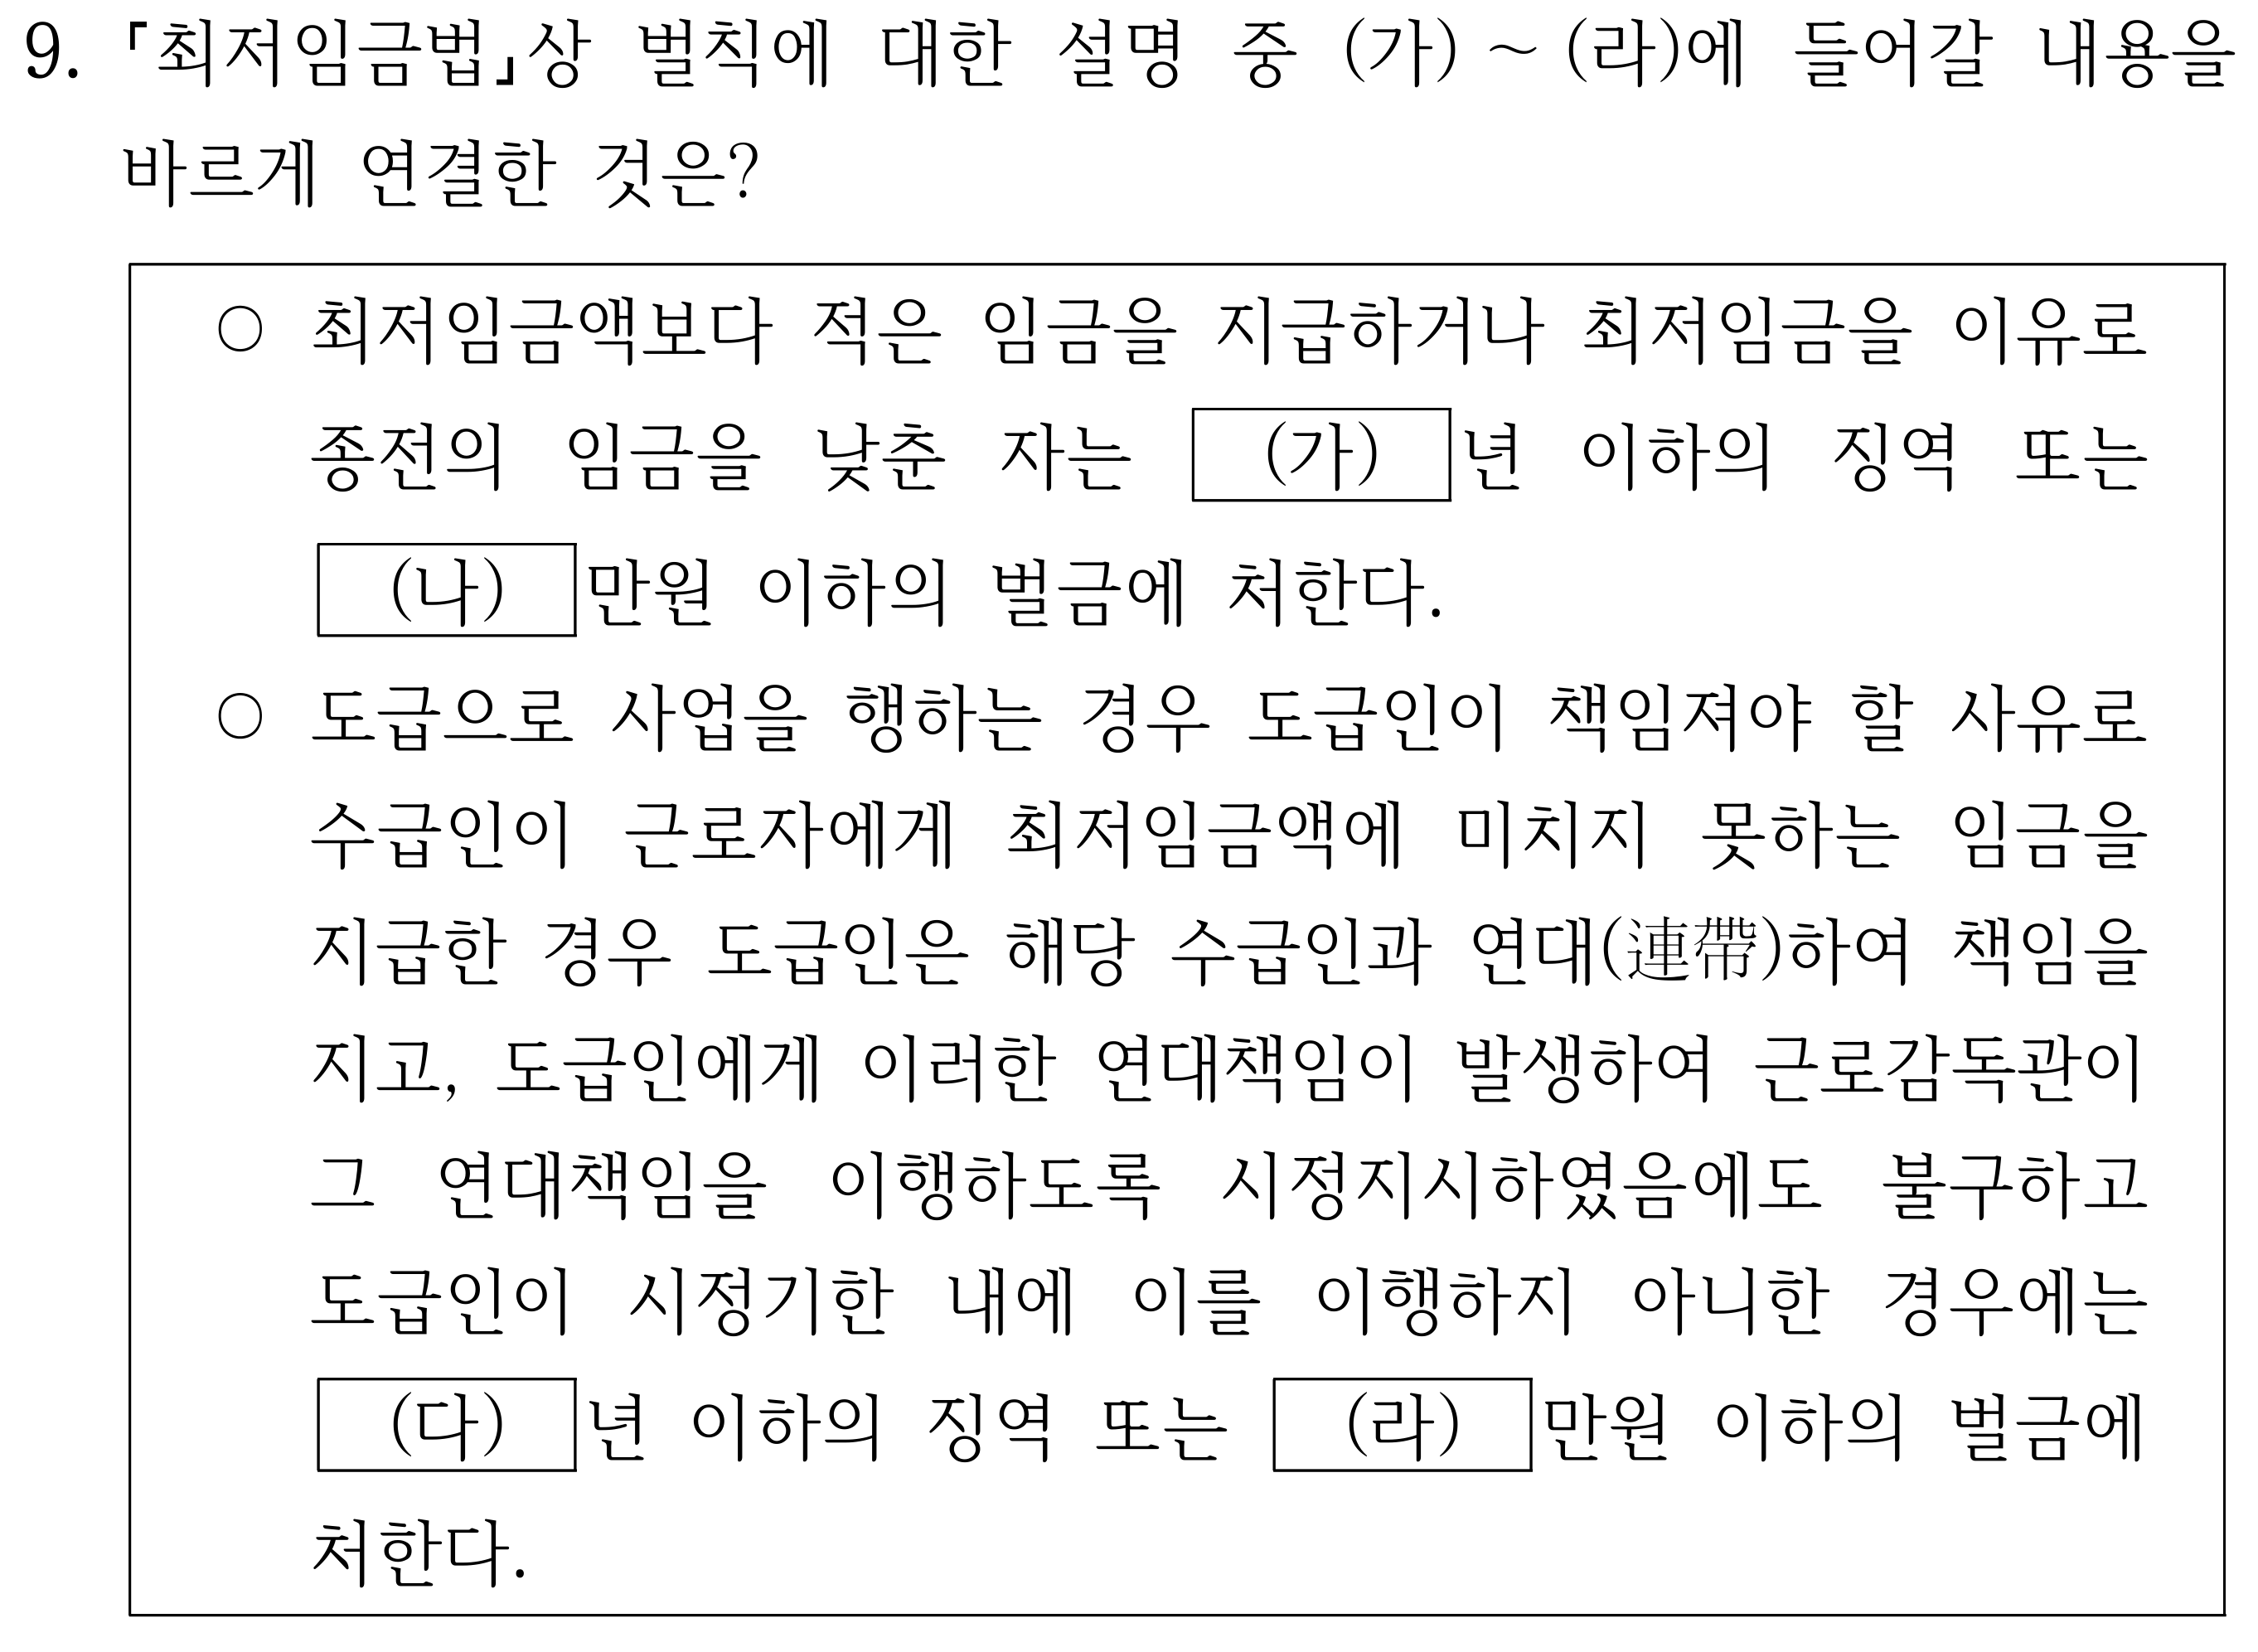 9. ｢최저임금법｣상 벌칙에 대한 설명 중 (가) ~ (라)에 들어갈 내용을
바르게 연결한 것은?
○ 최저임금액보다 적은 임금을 지급하거나 최저임금을 이유로
종전의 임금을 낮춘 자는 (가) 년 이하의 징역 또는
(나) 만원 이하의 벌금에 처한다.
○ 도급으로 사업을 행하는 경우 도급인이 책임져야 할 사유로
수급인이 근로자에게 최저임금액에 미치지 못하는 임금을
지급한 경우 도급인은 해당 수급인과 연대(連帶)하여 책임을
지고, 도급인에게 이러한 연대책임이 발생하여 근로감독관이
그 연대책임을 이행하도록 시정지시하였음에도 불구하고
도급인이 시정기한 내에 이를 이행하지 아니한 경우에는
(다) 년 이하의 징역 또는 (라) 만원 이하의 벌금에
처한다.